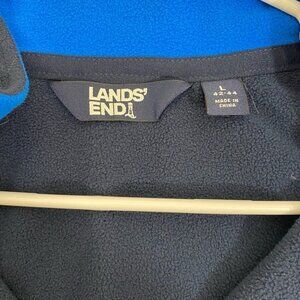 LANDS'
END
L
42-44
MADE IN
CHINA